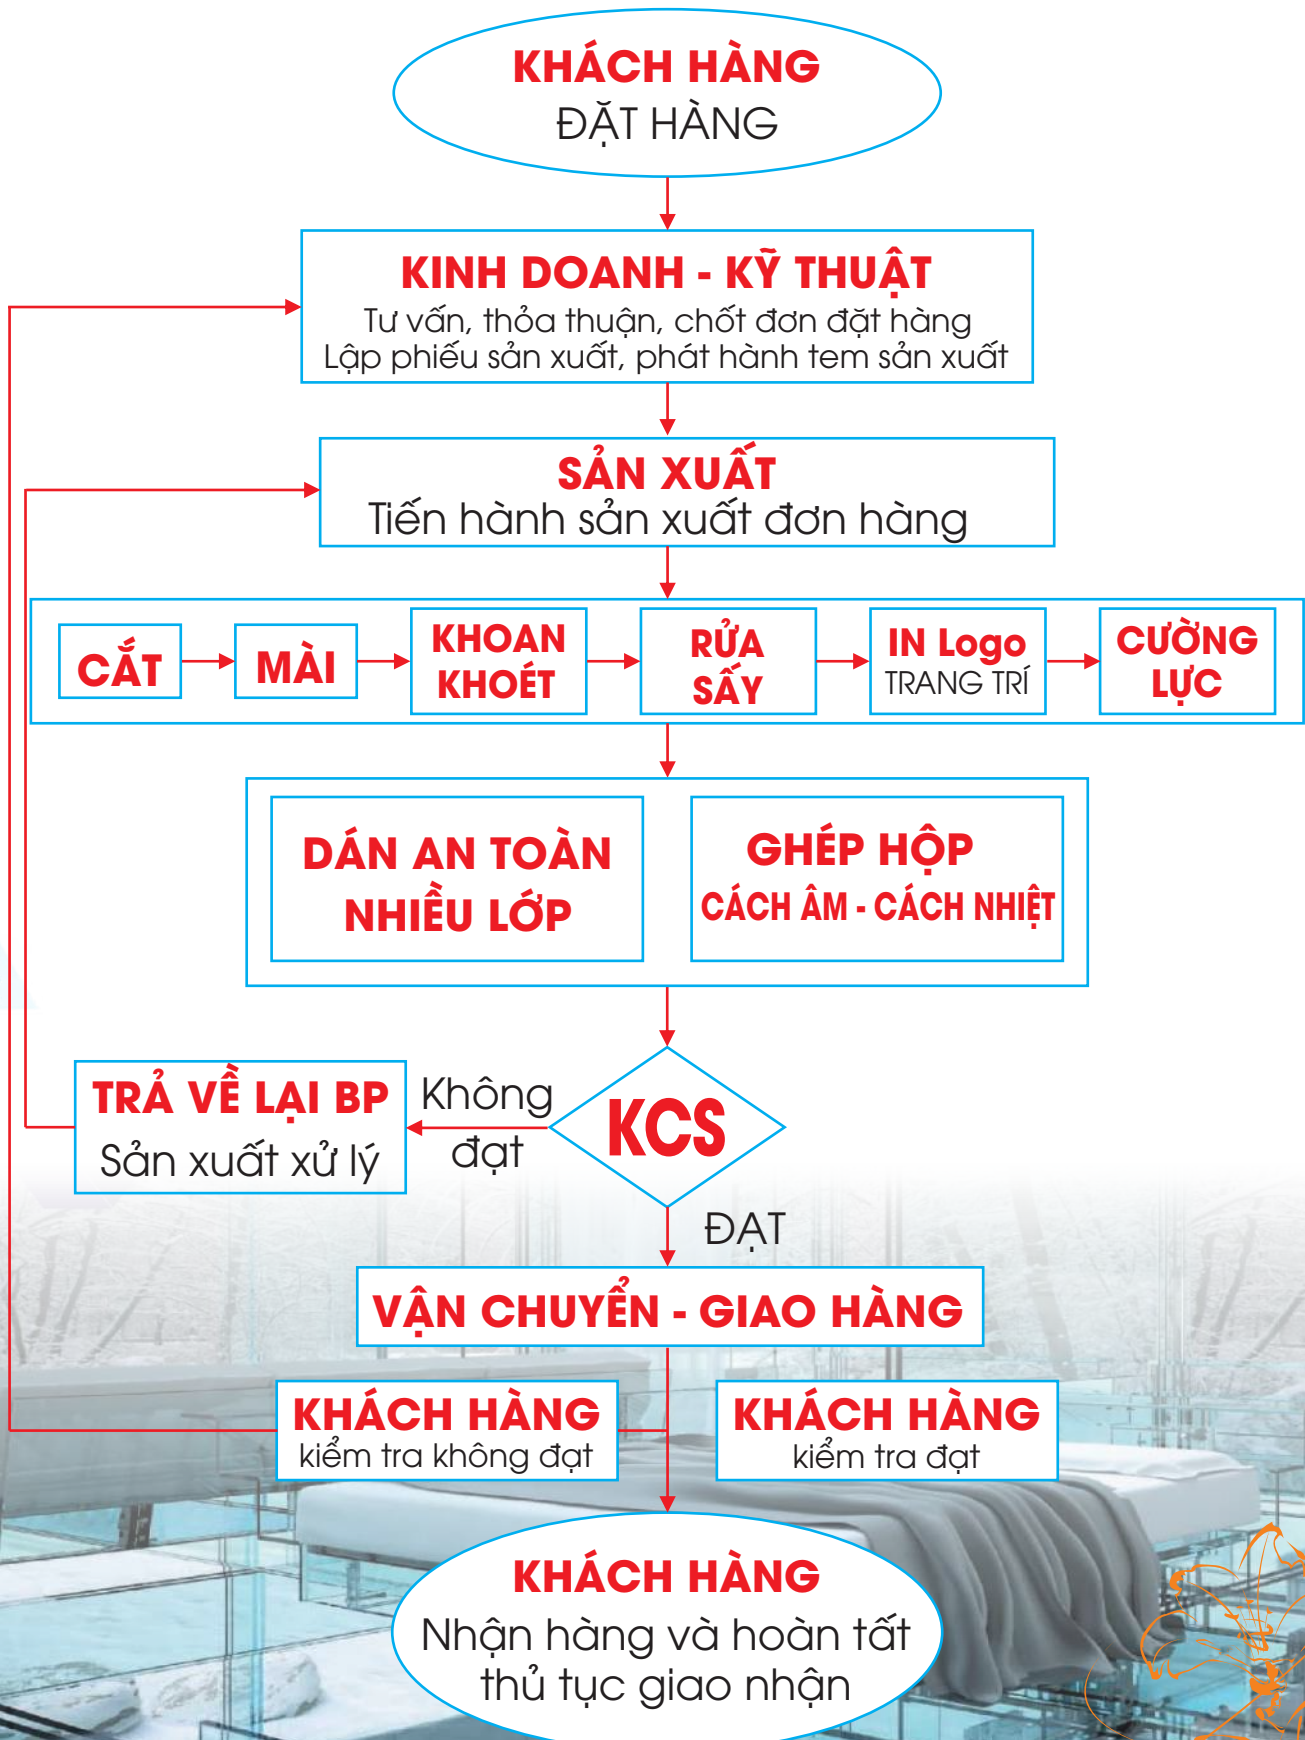 KHÁCH HÀNG
ĐẶT HÀNG
KINH DOANH - KỸ THUẬT
Tư vấn, thỏa thuận, chốt đơn đặt hàng
Lập phiếu sản xuất, phát hành tem sản xuất
SẢN XUẤT
Tiến hành sản xuất đơn hàng
CẮT
MÀI
KHOAN
KHOÉT
RỬA
SẤY
IN Logo
TRANG TRÍ
CƯỜNG
LỰC
DÁN AN TOÀN
NHIỀU LỚP
GHÉP HỘP
CÁCH ÂM - CÁCH NHIỆT
KCS
Không
đạt
TRẢ VỀ LẠI BP
Sản xuất xử lý
ĐẠT
VẬN CHUYỂN - GIAO HÀNG
KHÁCH HÀNG
kiểm tra không đạt
KHÁCH HÀNG
kiểm tra đạt
KHÁCH HÀNG
Nhận hàng và hoàn tất
thủ tục giao nhận